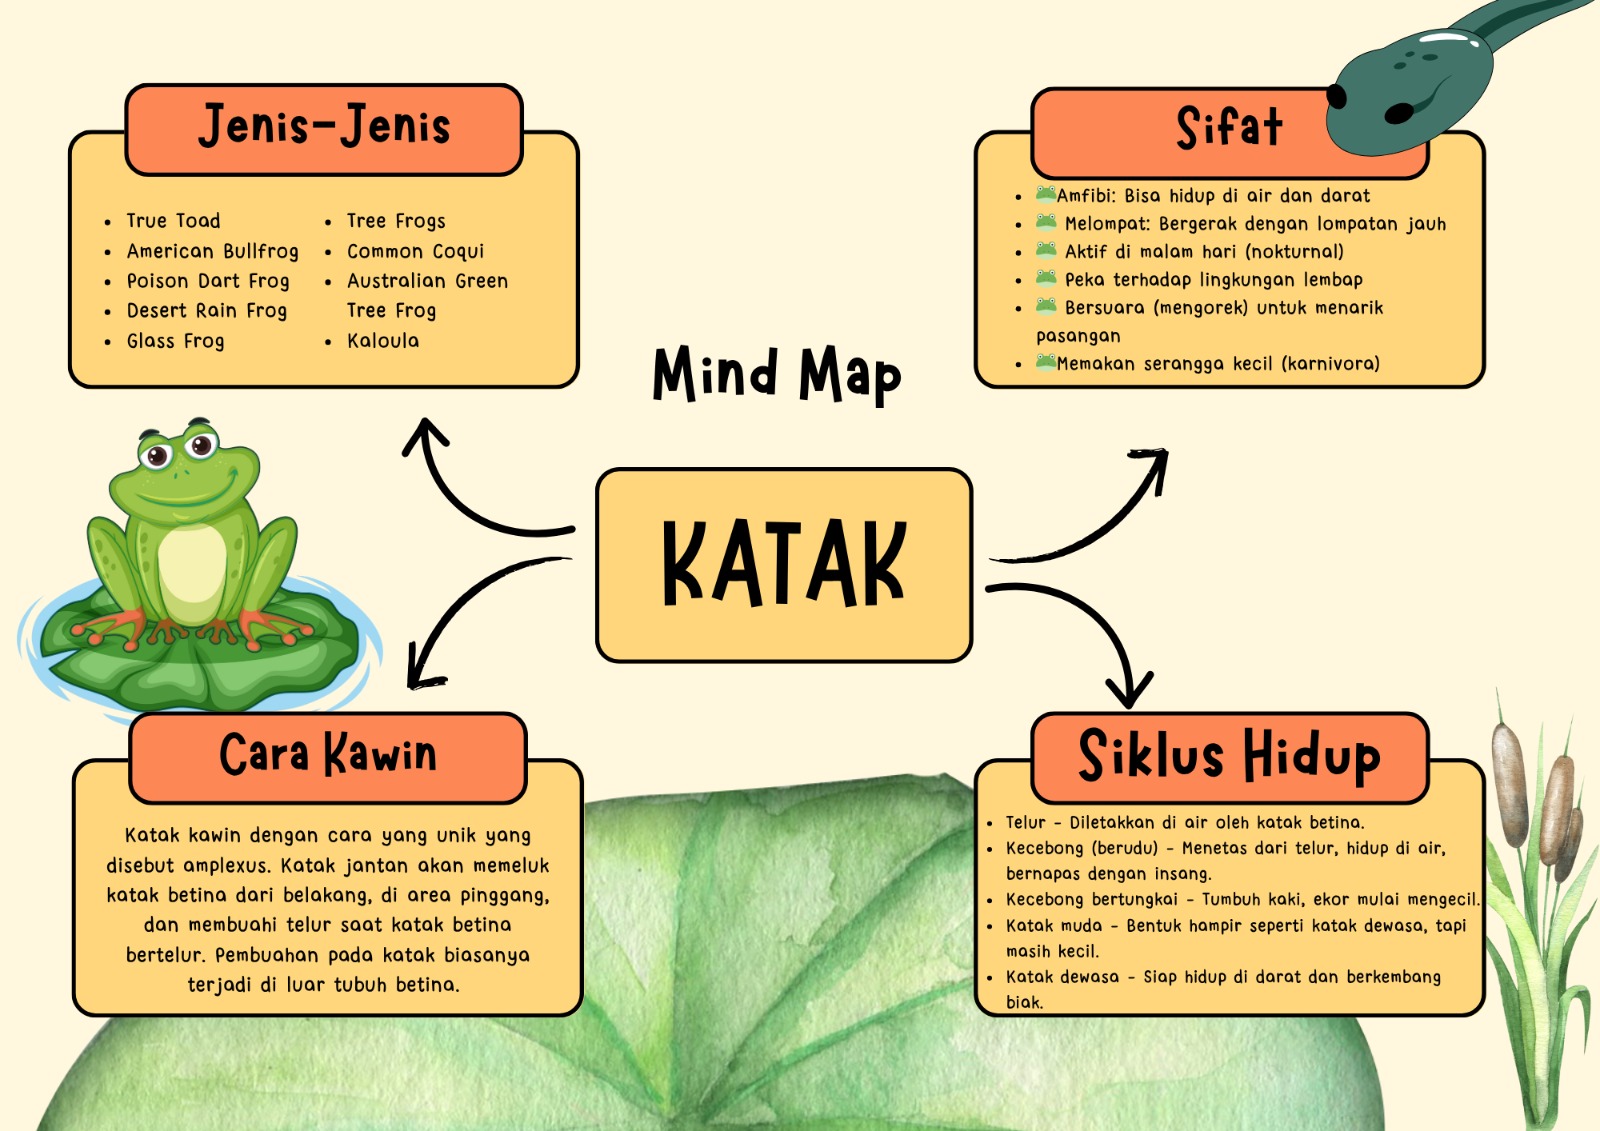 Jenis-Jenis
• True Toad
• American Bullfrog
• Poison Dart Frog
• Desert Rain Frog
• Glass Frog
• Tree Frogs
• Common Coqui
• Australian Green
Tree Frog
• Kaloula
Sifat
• 🐸Amfibi: Bisa hidup di air dan darat
• 🐸 Melompat: Bergerak dengan lompatan jauh
• 🐸 Aktif di malam hari (nokturnal)
• 🐸 Peka terhadap lingkungan lembap
• 🐸 Bersuara (mengorek) untuk menarik
pasangan
• 🐸Memakan serangga kecil (karnivora)
Mind Map
KATAK
Cara Kawin
Katak kawin dengan cara yang unik yang
disebut amplexus. Katak jantan akan memeluk
katak betina dari belakang, di area pinggang,
dan membuahi telur saat katak betina
bertelur. Pembuahan pada katak biasanya
terjadi di luar tubuh betina.
Siklus Hidup
• Telur - Diletakkan di air oleh katak betina.
• Kecebong (berudu) - Menetas dari telur, hidup di air,
bernapas dengan insang.
• Kecebong bertungkai - Tumbuh kaki, ekor mulai mengecil.
• Katak muda - Bentuk hampir seperti katak dewasa, tapi
masih kecil.
• Katak dewasa - Siap hidup di darat dan berkembang
biak.